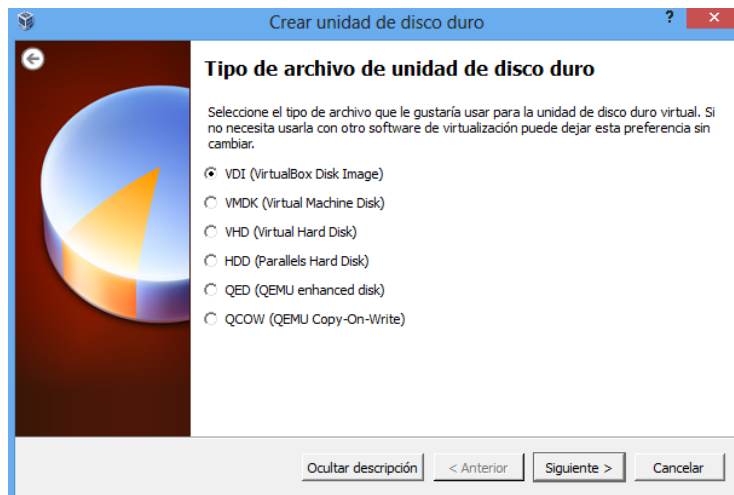 Crear unidad de disco duro
Tipo de archivo de unidad de disco duro
Seleccione el tipo de archivo que le gustaría usar para la unidad de disco duro virtual. Si
no necesita usarla con otro software de virtualización puede dejar esta preferencia sin
cambiar.
VDI (VirtualBox Disk Image)
VMDK (Virtual Machine Disk)
VHD (Virtual Hard Disk)
HDD (Parallels Hard Disk)
QED (QEMU enhanced disk)
QCOW (QEMU Copy-On-Write)
Ocultar descripción < Anterior Siguiente > Cancelar